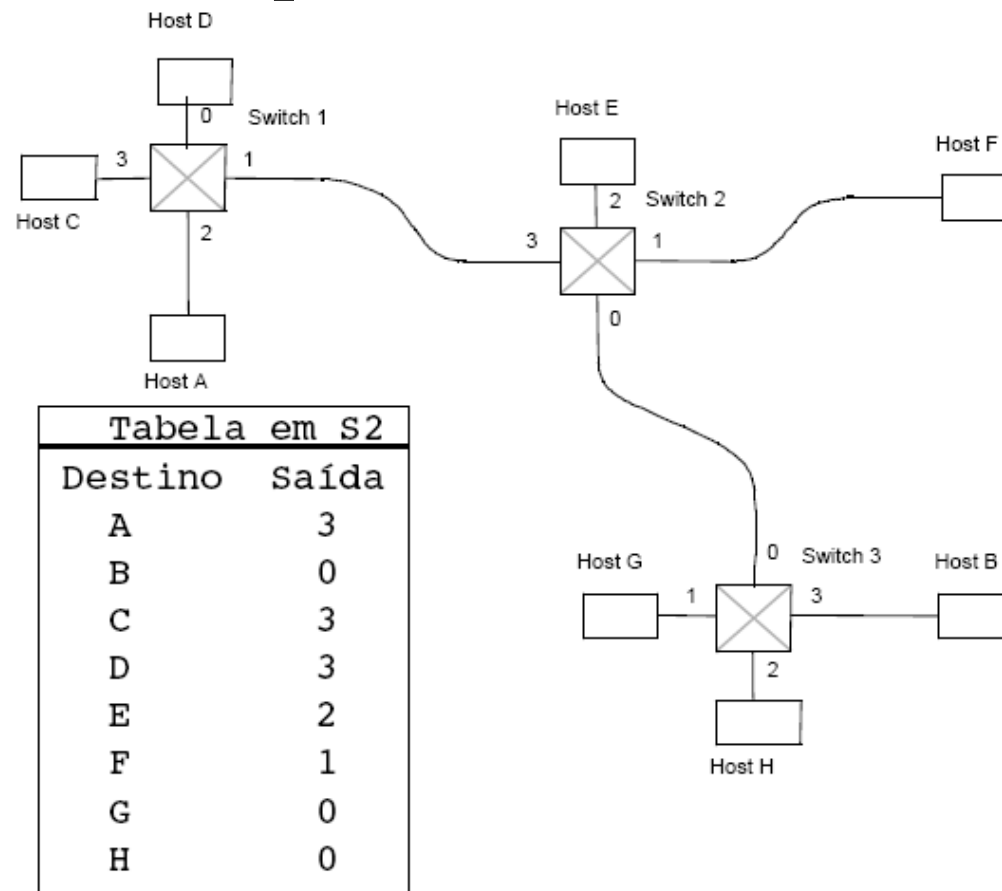 Host D
0
Switch 1
3
1
Host C
2
Host A
Host E
2
Switch 2
3
1
0
Host F
Host G
0
Switch 3
Host B
1
3
2
Host H
Tabela em S2
Destino Saída
A 3
B 0
C 3
D 3
E 2
F 1
G 0
H 0